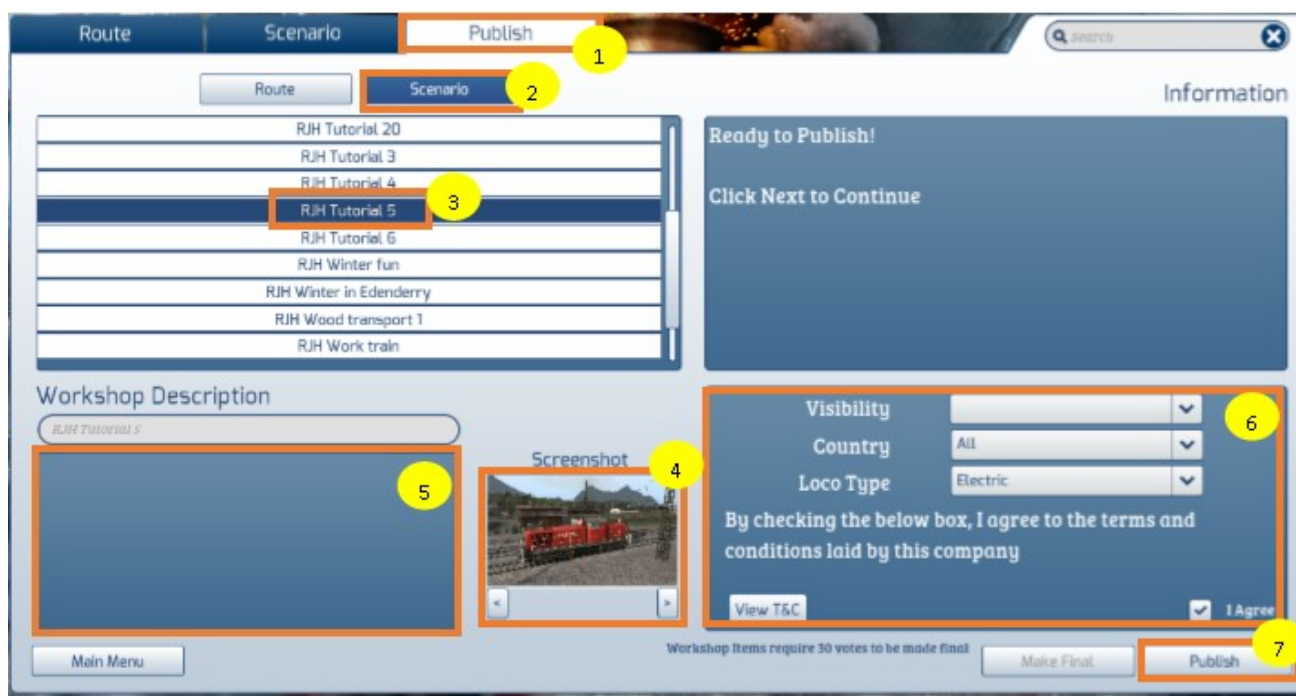 Route Scenario Publish 1 Search
Route Scenario 2 Information
RJH Tutorial 20
RJH Tutorial 3
RJH Tutorial 4
RJH Tutorial 5 3
RJH Tutorial 6
RJH Winter fun
RJH Winter in Edenderry
RJH Wood transport 1
RJH Work train
Ready to Publish!
Click Next to Continue
Workshop Description
RJH Tutorial 5
5
Screenshot 4
< >
Visibility 6
Country All
Loco Type Electric
By checking the below box, I agree to the terms and
conditions laid by this company
View T&C I Agree
Main Menu Workshop Items require 30 votes to be made final Make Final Publish 7